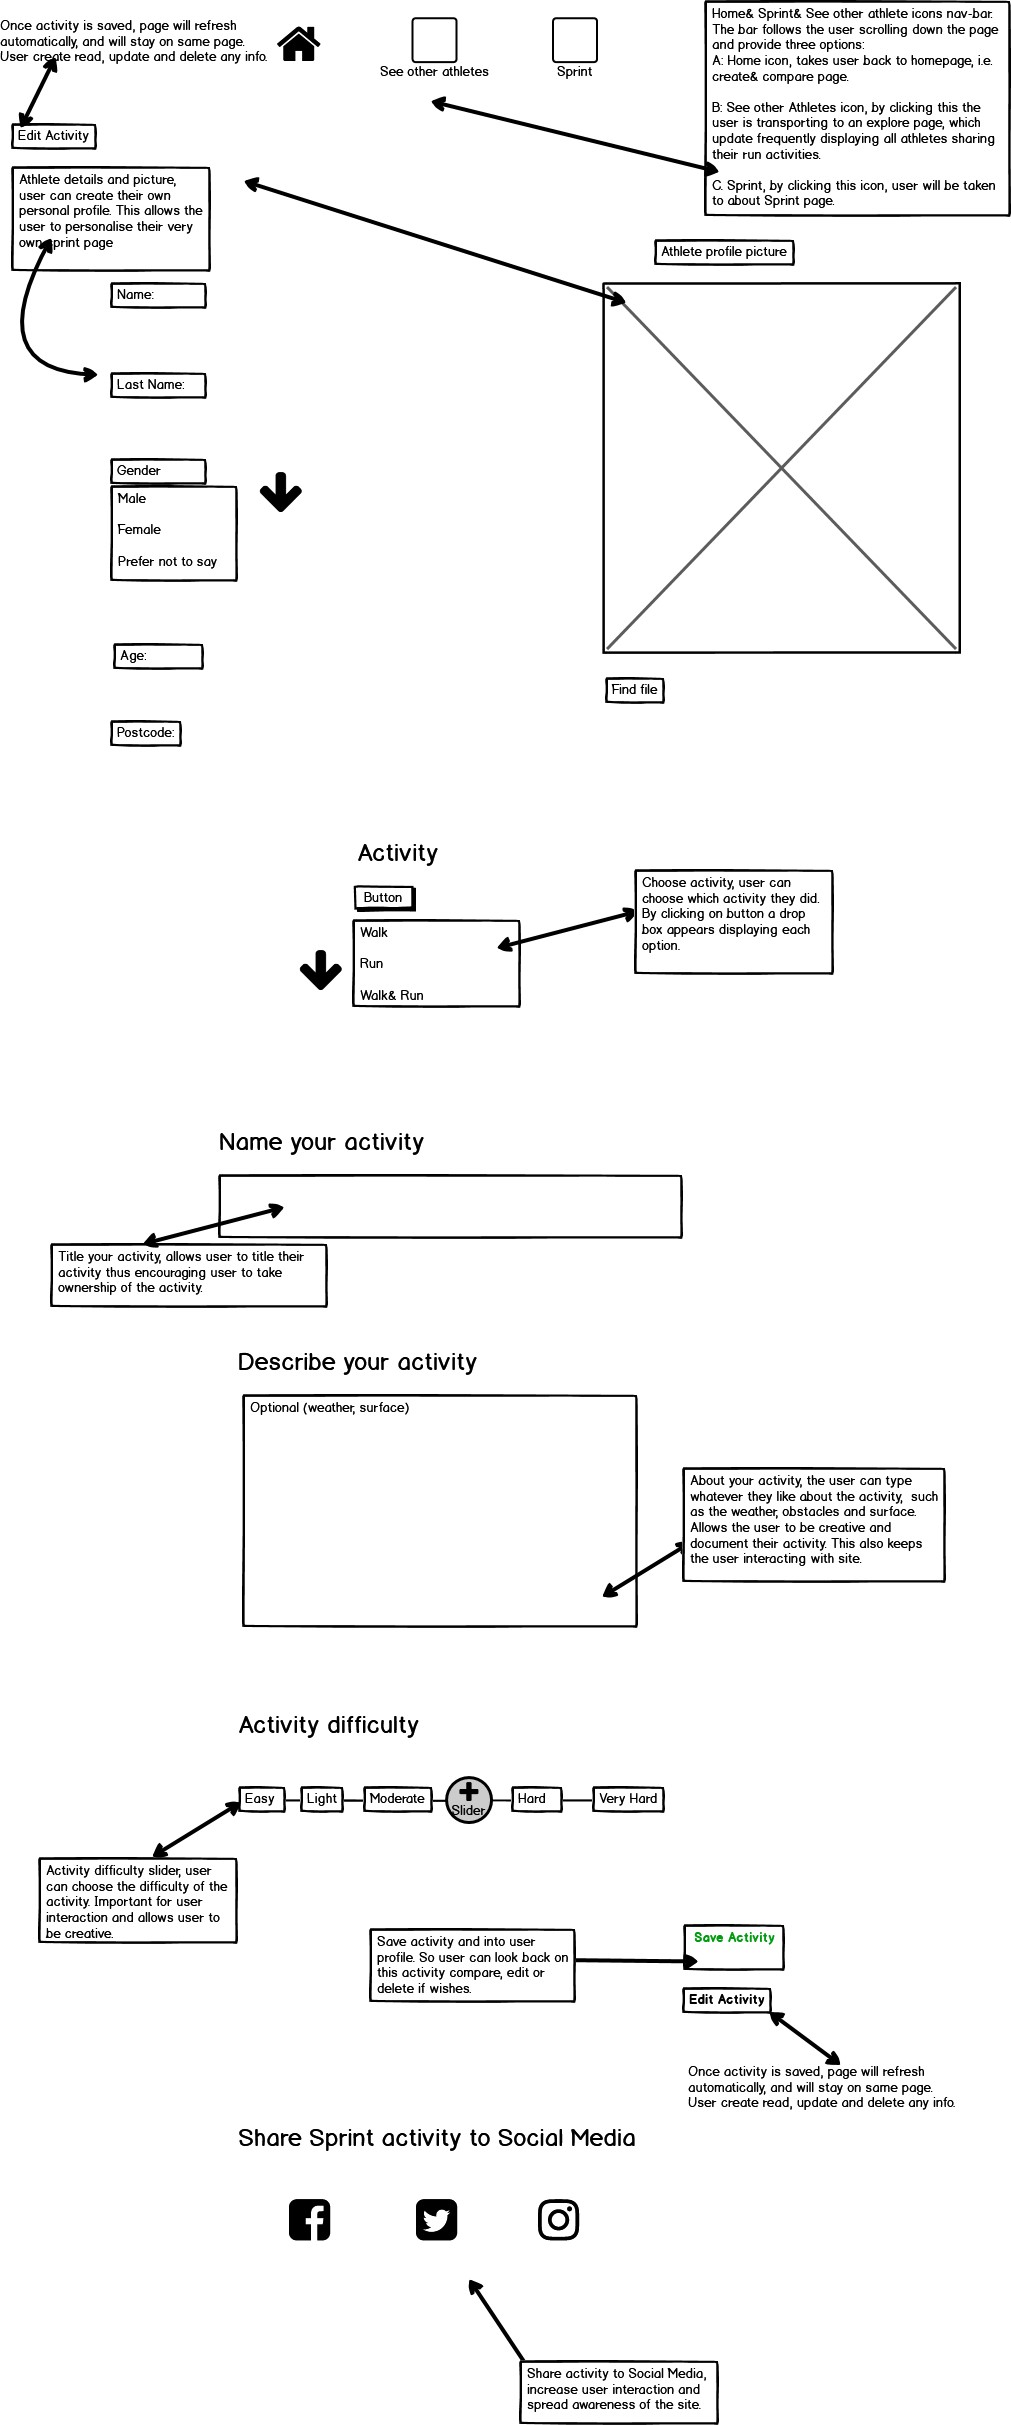 Once activity is saved, page will refresh
automatically, and will stay on same page.
User create read, update and delete any info.
See other athletes
Sprint
Home& Sprint& See other athlete icons nav-bar.
The bar follows the user scrolling down the page
and provide three options:
A: Home icon, takes user back to homepage, i.e.
create& compare page.
B: See other Athletes icon, by clicking this the
user is transporting to an explore page, which
update frequently displaying all athletes sharing
their run activities.
C. Sprint, by clicking this icon, user will be taken
to about Sprint page.
Edit Activity
Athlete details and picture,
user can create their own
personal profile. This allows the
user to personalise their very
own sprint page
Athlete profile picture
Name:
Last Name:
Gender
Male
Female
Prefer not to say
Age:
Find file
Postcode:
Activity
Button
Walk
Run
Walk& Run
Choose activity, user can
choose which activity they did.
By clicking on button a drop
box appears displaying each
option.
Name your activity
Title your activity, allows user to title their
activity thus encouraging user to take
ownership of the activity.
Describe your activity
Optional (weather, surface)
About your activity, the user can type
whatever they like about the activity,  such
as the weather, obstacles and surface.
Allows the user to be creative and
document their activity. This also keeps
the user interacting with site.
Activity difficulty
Easy
Light
Moderate
Slider
Hard
Very Hard
Activity difficulty slider, user
can choose the difficulty of the
activity. Important for user
interaction and allows user to
be creative.
Save activity and into user
profile. So user can look back on
this activity compare, edit or
delete if wishes.
Save Activity
Edit Activity
Once activity is saved, page will refresh
automatically, and will stay on same page.
User create read, update and delete any info.
Share Sprint activity to Social Media
Share activity to Social Media,
increase user interaction and
spread awareness of the site.